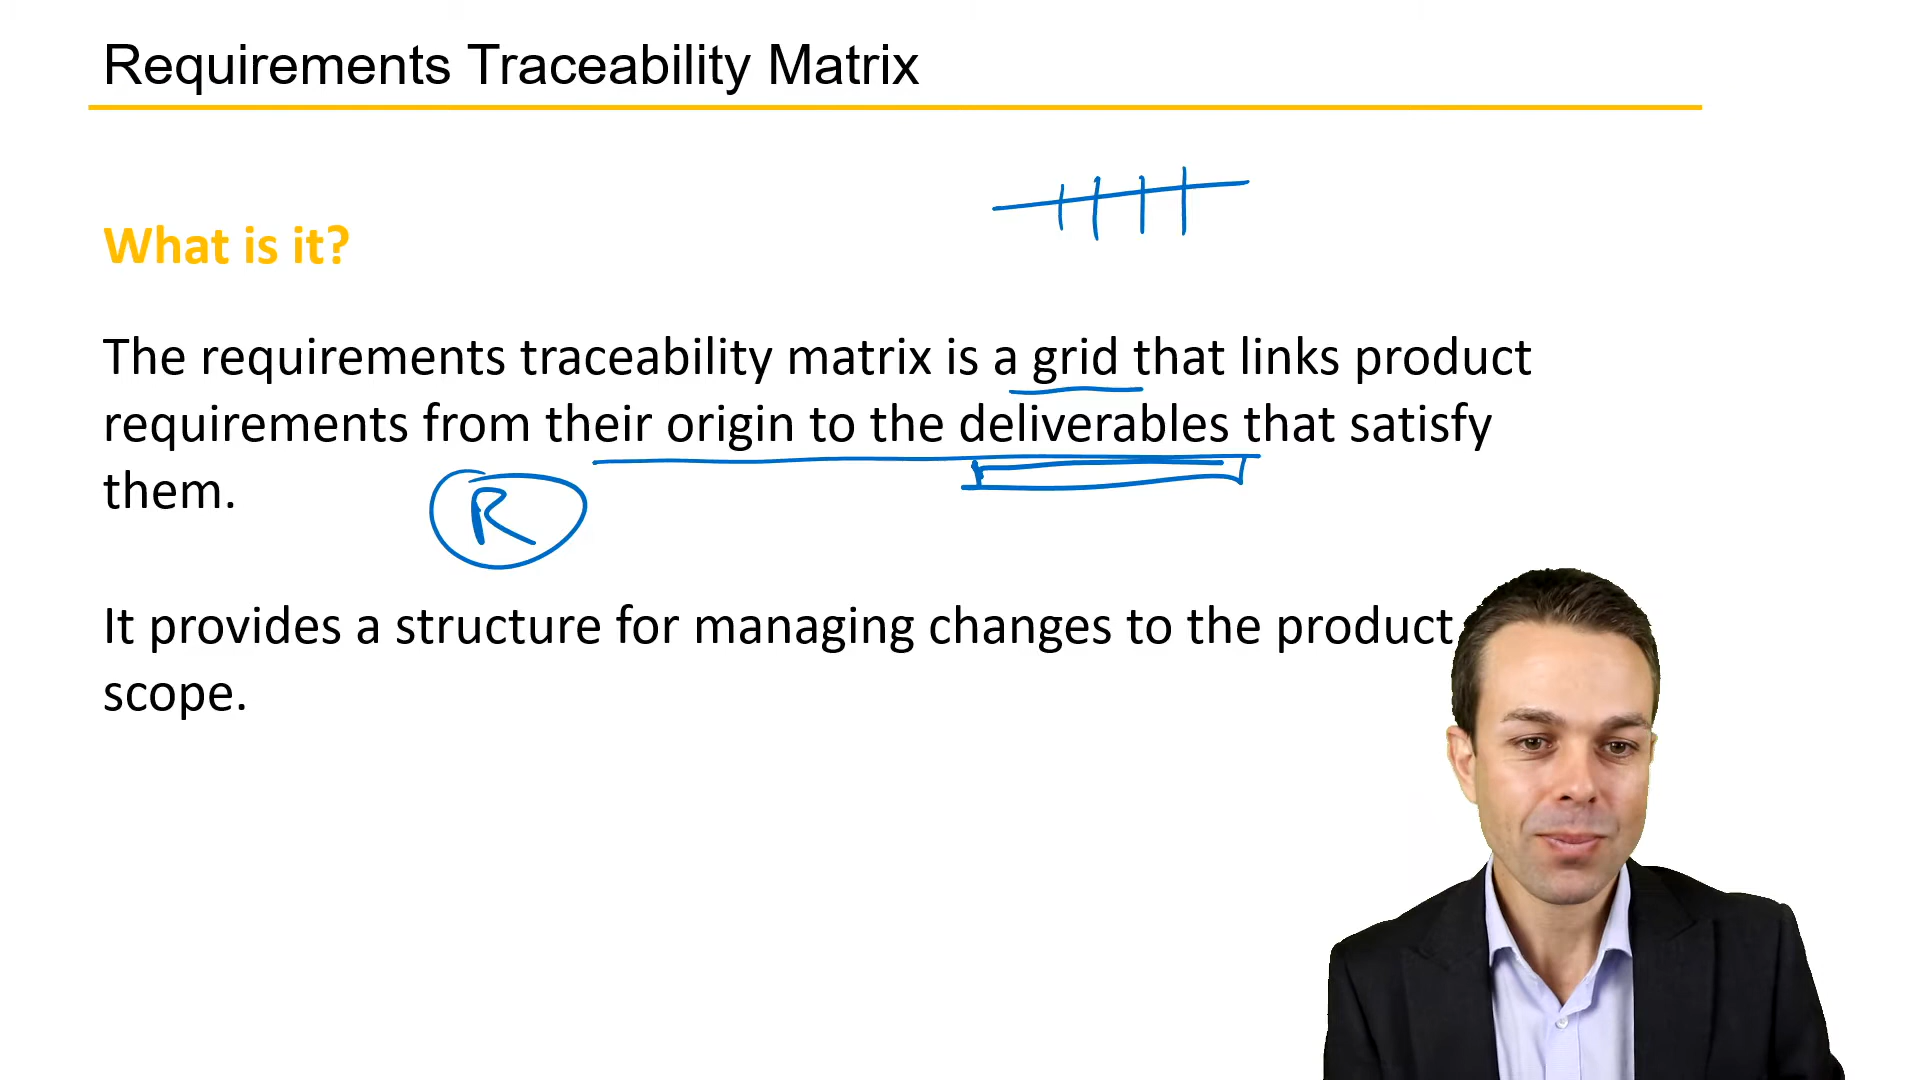 Requirements Traceability Matrix
What is it?
The requirements traceability matrix is a grid that links product
requirements from their origin to the deliverables that satisfy
them.
R
It provides a structure for managing changes to the product
scope.